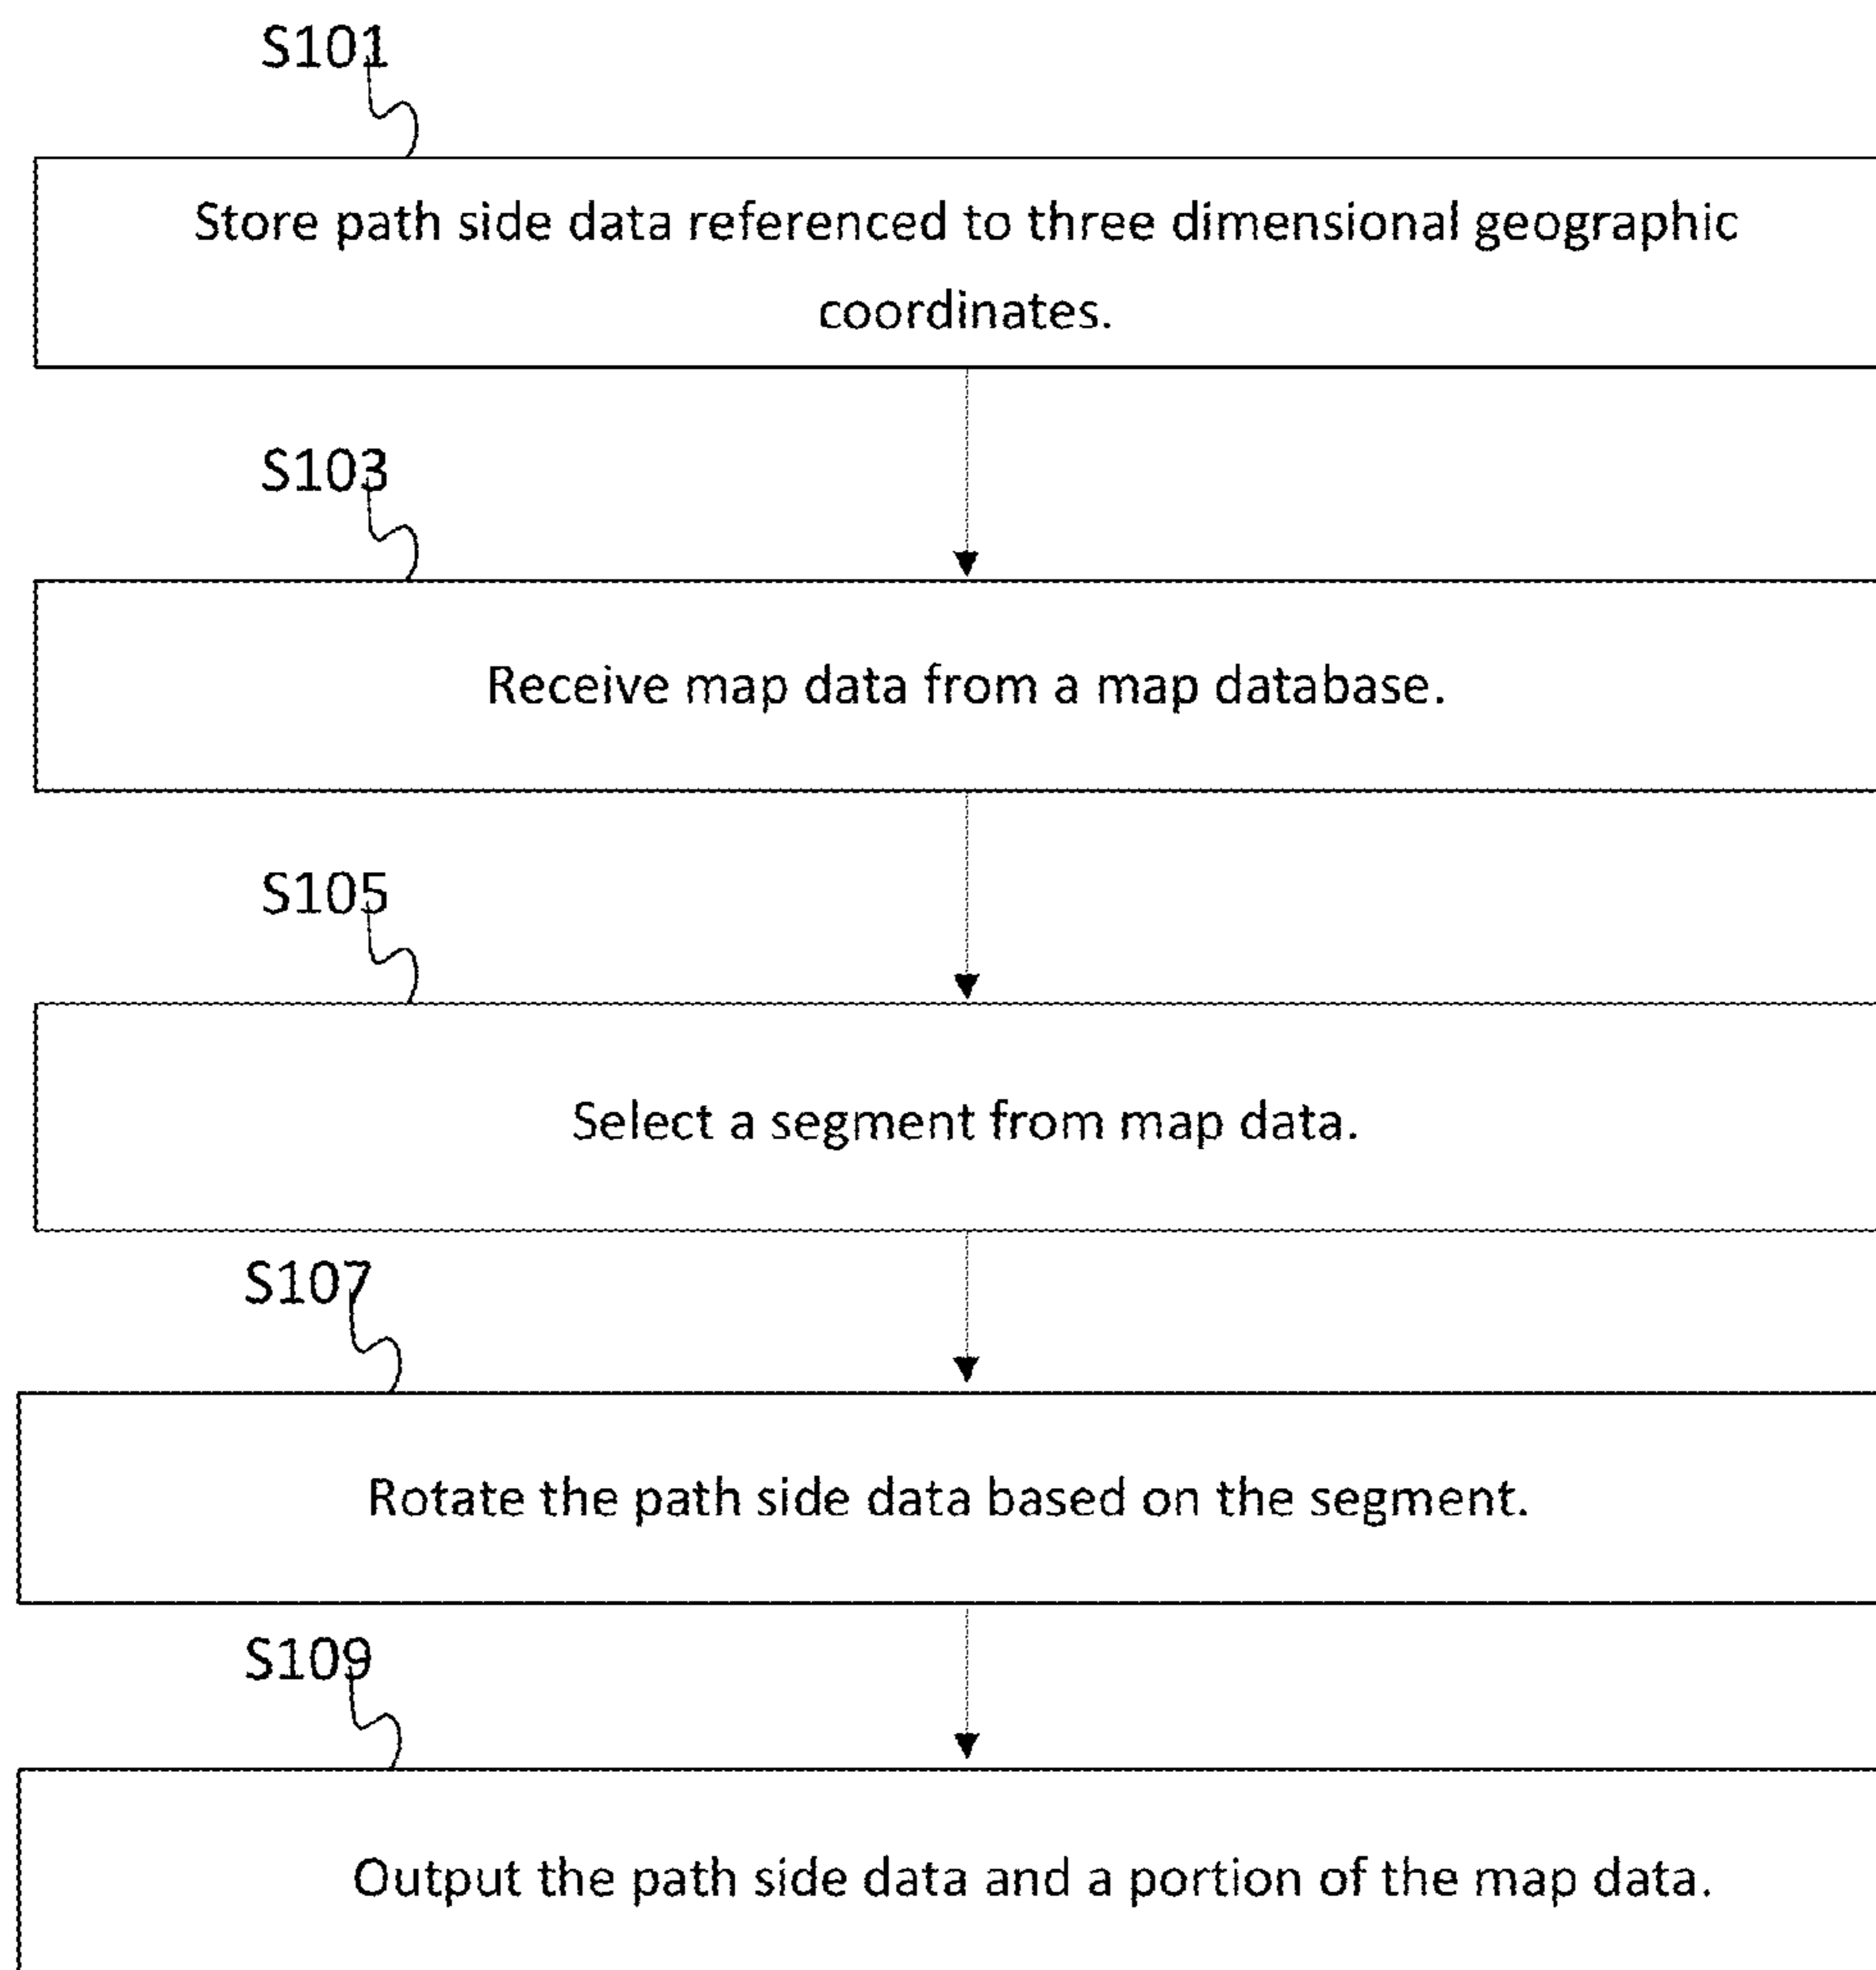 S101
Store path side data referenced to three dimensional geographic
coordinates.
S103
Receive map data from a map database.
S105
Select a segment from map data.
S107
Rotate the path side data based on the segment.
S109
Output the path side data and a portion of the map data.